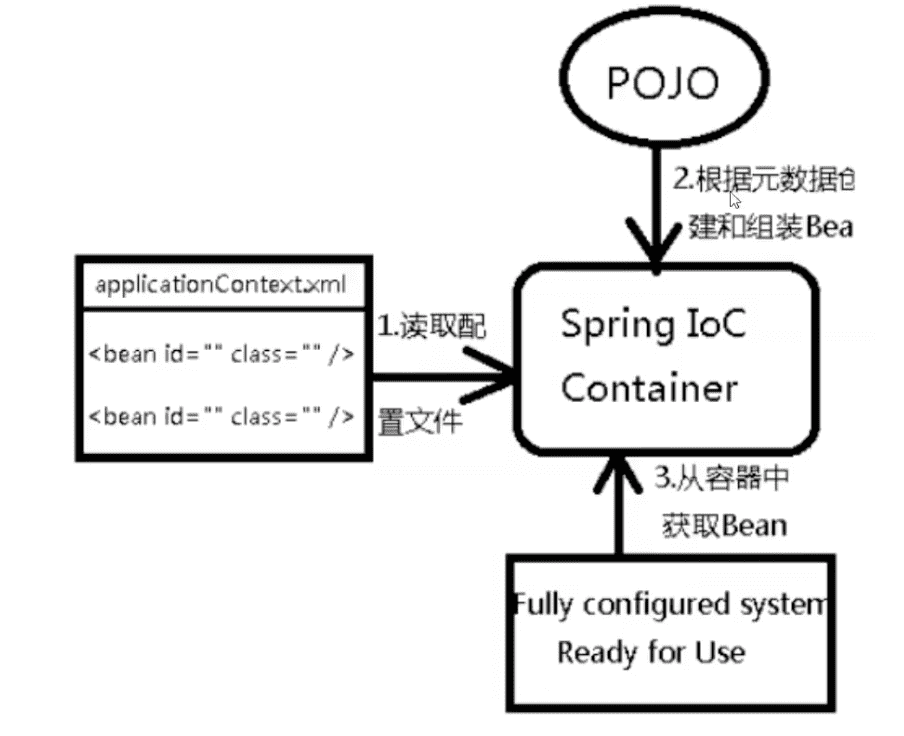 POJO
2.根据元数据创
建和组装Bea
applicationContext.xml
<bean id="" class="" />
<bean id="" class="" />
1.读取配
置文件
Spring IoC
Container
3.从容器中
获取Bean
Fully configured system
Ready for Use